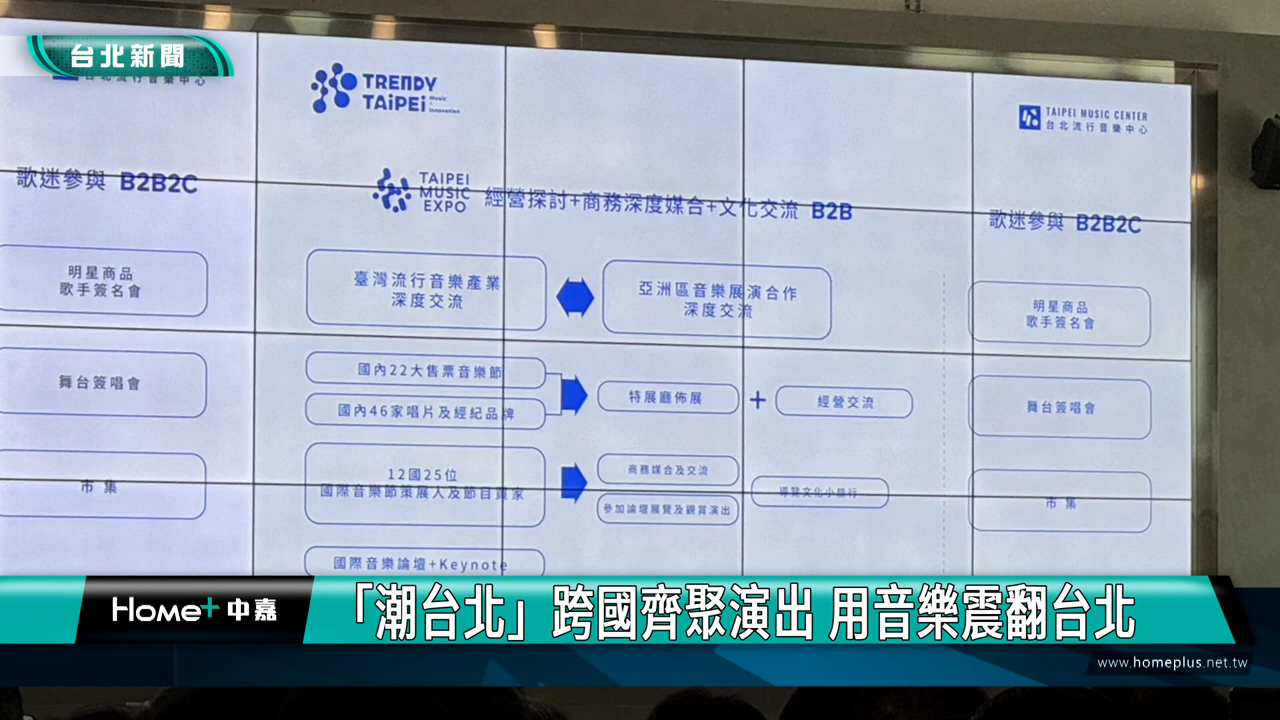 台北新聞
台北流行音樂中心
TRENDY
TAIPEI
Music
+
Innovation
TAIPEI MUSIC CENTER
台北流行音樂中心
歌迷參與 B2B2C
TAIPEI
MUSIC
EXPO
經營探討+商務深度媒合+文化交流 B2B
歌迷參與 B2B2C
明星商品
歌手簽名會
舞台簽唱會
市集
臺灣流行音樂產業
深度交流
亞洲區音樂展演合作
深度交流
國內22大售票音樂節
國內46家唱片及經紀品牌
特展廳佈展
+
經營交流
12國25位
國際音樂節策展人及節目買家
商務媒合及交流
參加論壇展覽及觀賞演出
導覽文化小旅行
國際音樂論壇+Keynote
明星商品
歌手簽名會
舞台簽唱會
市集
Home+中嘉
「潮台北」跨國齊聚演出 用音樂震翻台北
www.homeplus.net.tw